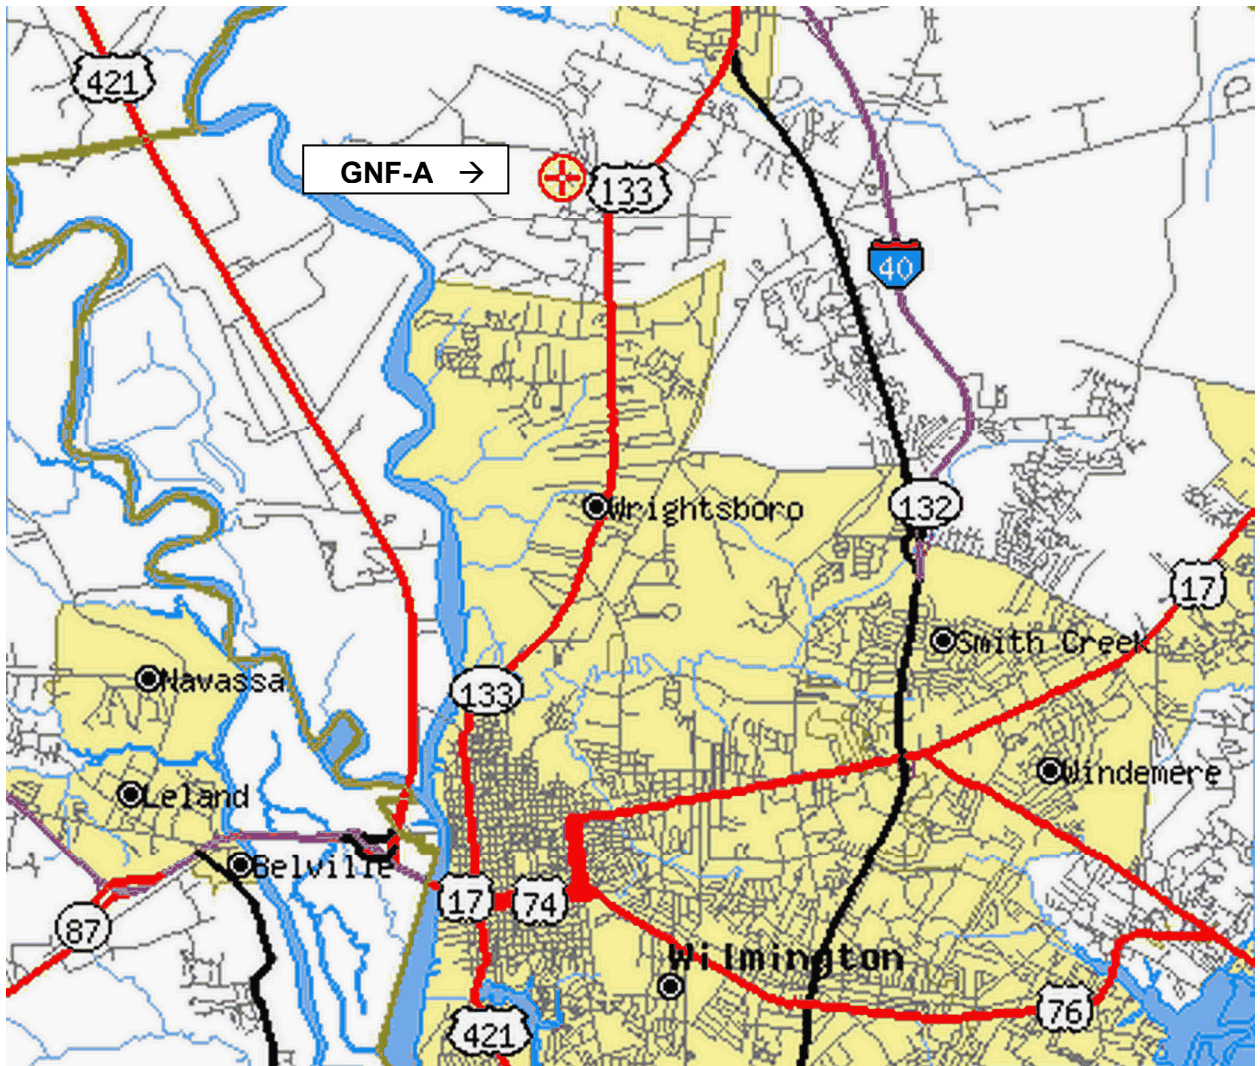 421
GNF-A →
133
40
Wrightsboro
132
17
Smith Creek
Navassa
133
Windemere
Leland
Belville
17
74
87
Wilmington
76
421